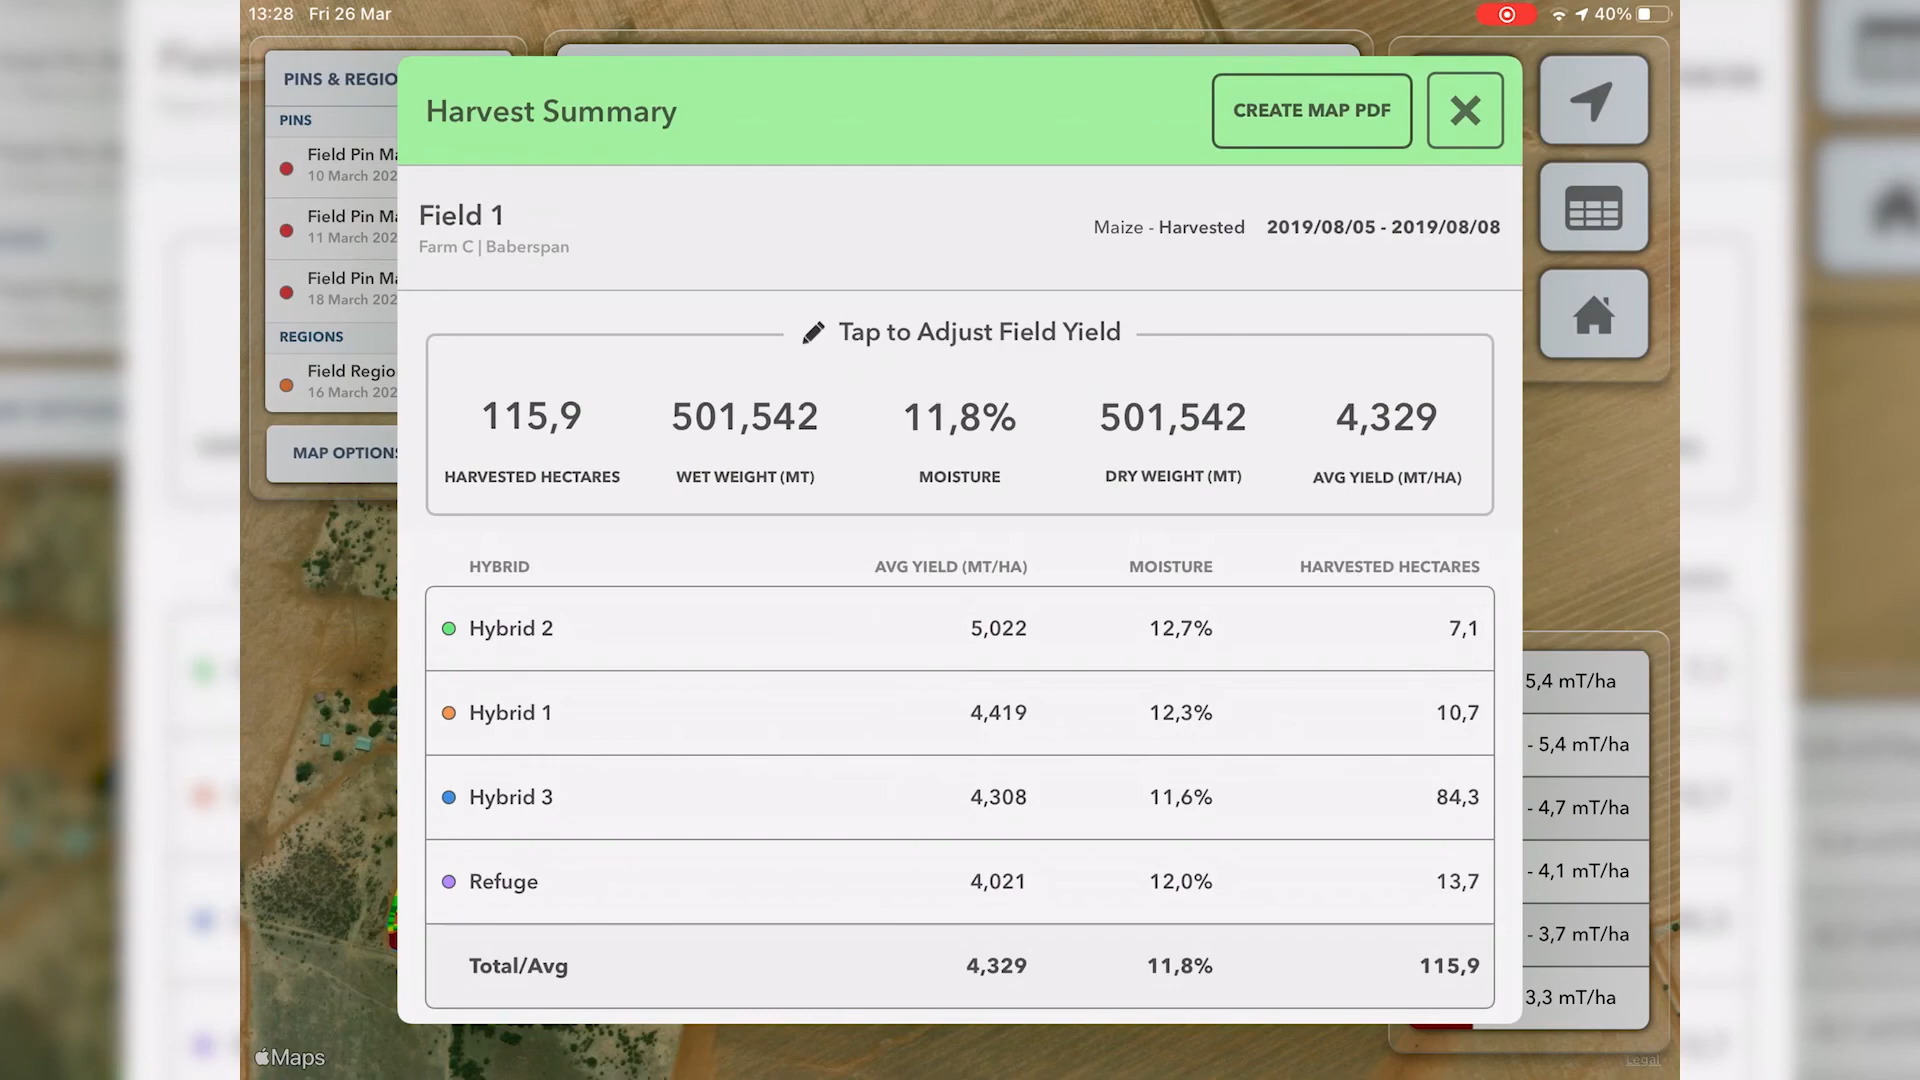 13:28 Fri 26 Mar
40%
PINS & REGIO
PINS
Field Pin Ma
10 March 202
Field Pin Ma
11 March 202
Field Pin Ma
18 March 202
REGIONS
Field Regio
16 March 202
MAP OPTIONS
Harvest Summary
CREATE MAP PDF
Field 1
Farm C | Baberspan
Maize - Harvested 2019/08/05 - 2019/08/08
Tap to Adjust Field Yield
115,9 501,542 11,8% 501,542 4,329
HARVESTED HECTARES WET WEIGHT (MT) MOISTURE DRY WEIGHT (MT) AVG YIELD (MT/HA)
HYBRID AVG YIELD (MT/HA) MOISTURE HARVESTED HECTARES
Hybrid 2 5,022 12,7% 7,1
Hybrid 1 4,419 12,3% 10,7
Hybrid 3 4,308 11,6% 84,3
Refuge 4,021 12,0% 13,7
Total/Avg 4,329 11,8% 115,9
5,4 mT/ha
- 5,4 mT/ha
- 4,7 mT/ha
- 4,1 mT/ha
- 3,7 mT/ha
3,3 mT/ha
Maps
Legal